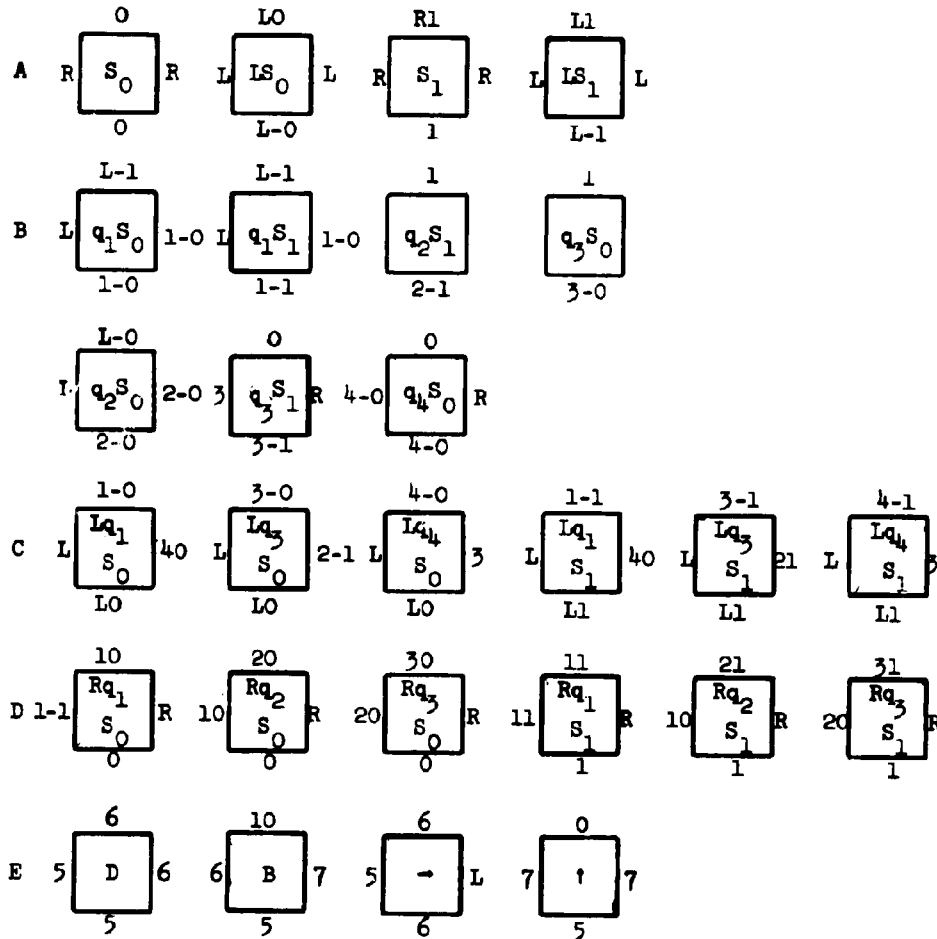 0 L0 R1 L1
A R S0 R L LS0 L R S1 R L LS1 L
0 L-0 1 L-1
L-1 L-1 1 1
B L q1S0 1-0 L q1S1 1-0 q2S1 q3S0
1-0 1-1 2-1 3-0
L-0 0 0
q2S0 2-0 3 q3S1 R 4-0 q4S0 R
2-0 3-1 4-0
1-0 3-0 4-0 1-1 3-1 4-1
Lq1 Lq3 Lq4 Lq1 Lq3 Lq4
C L S0 40 L S0 2-1 L S0 3 L S1 40 L S1 21 L S1 3
L0 L0 L0 L1 L1 L1
10 20 30 11 21 31
Rq1 Rq2 Rq3 Rq1 Rq2 Rq3
D 1-1 S0 R 10 S0 R 20 S0 R 11 S1 R 10 S1 R 20 S1 R
0 0 0 1 1 1
6 10 6 0
E 5 D 6 6 B 7 5 → L 7 ↑ 7
5 5 6 5